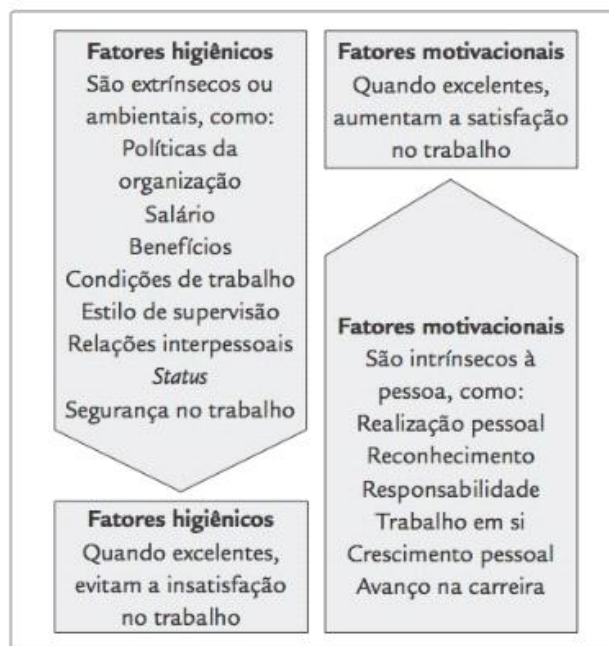 Fatores higiênicos
São extrínsecos ou
ambientais, como:
Políticas da
organização
Salário
Benefícios
Condições de trabalho
Estilo de supervisão
Relações interpessoais
Status
Segurança no trabalho
Fatores higiênicos
Quando excelentes,
evitam a insatisfação
no trabalho
Fatores motivacionais
Quando excelentes,
aumentam a satisfação
no trabalho
Fatores motivacionais
São intrínsecos à
pessoa, como:
Realização pessoal
Reconhecimento
Responsabilidade
Trabalho em si
Crescimento pessoal
Avanço na carreira